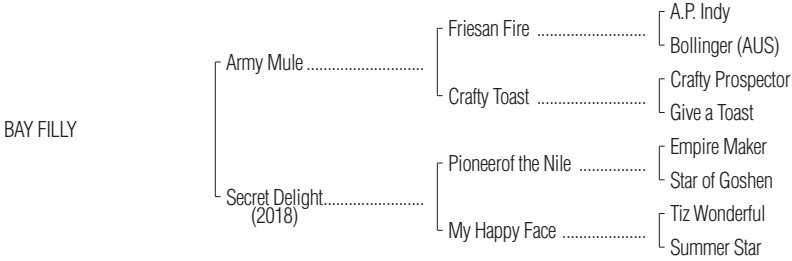 A.P. Indy
Friesan Fire ..........................
Bollinger (AUS)
Army Mule ............................
Crafty Prospector
Crafty Toast ..........................
Give a Toast
BAY FILLY
Empire Maker
Pioneerof the Nile ................
Star of Goshen
Secret Delight........................
(2018)
Tiz Wonderful
My Happy Face ....................
Summer Star